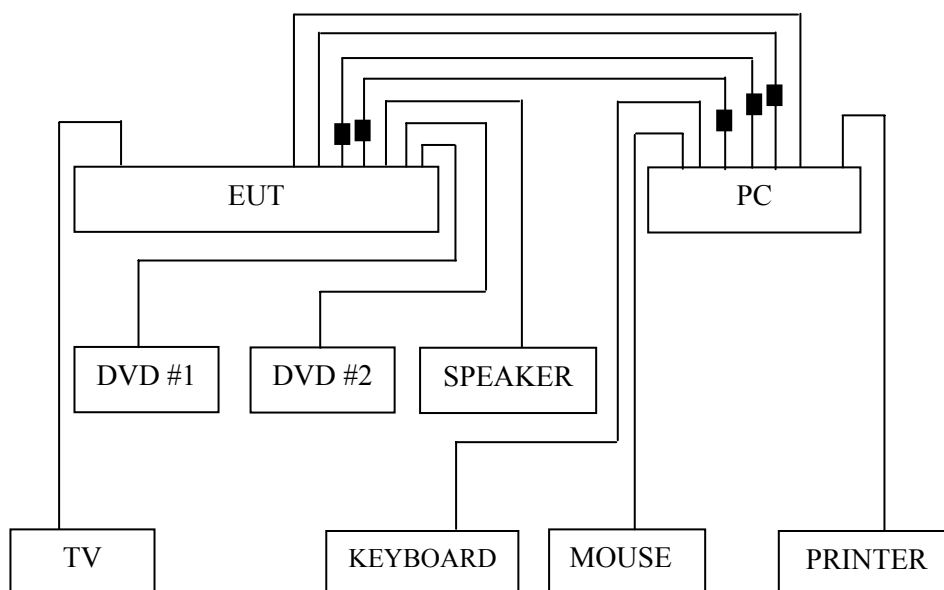 EUT
PC
DVD #1
DVD #2
SPEAKER
TV
KEYBOARD
MOUSE
PRINTER